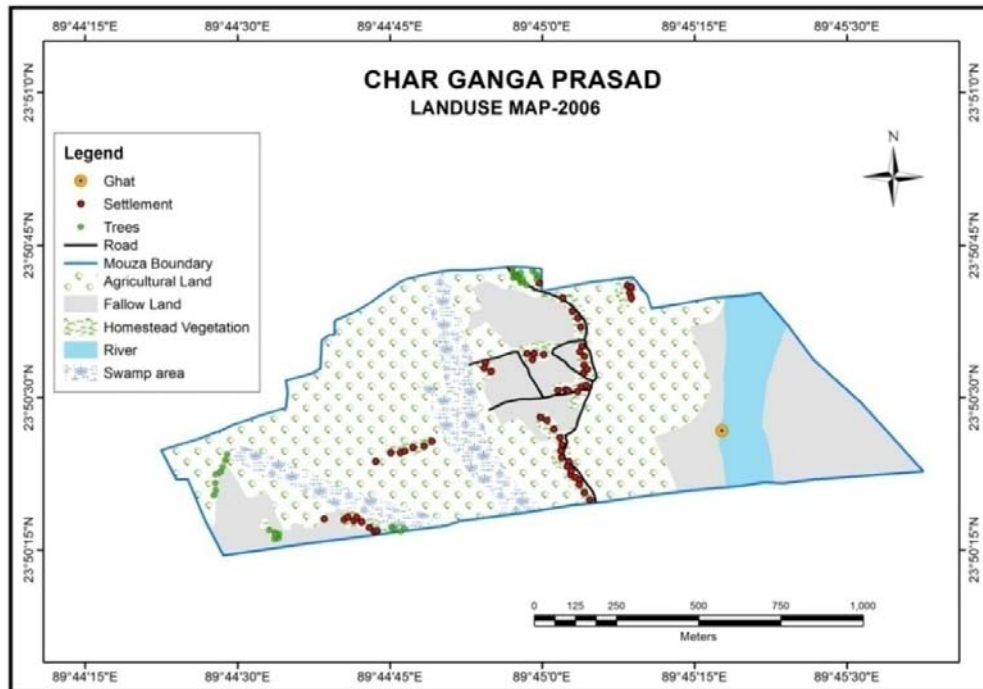 89°44'15"E 89°44'30"E 89°44'45"E 89°45'0"E 89°45'15"E 89°45'30"E
CHAR GANGA PRASAD
LANDUSE MAP-2006
23°51'0"N 23°51'0"N
N
Legend
Ghat
Settlement
Trees
Road
Mouza Boundary
Agricultural Land
Fallow Land
Homestead Vegetation
River
Swamp area
23°50'45"N 23°50'45"N
23°50'30"N 23°50'30"N
23°50'15"N 23°50'15"N
0 125 250 500 750 1,000
Meters
89°44'15"E 89°44'30"E 89°44'45"E 89°45'0"E 89°45'15"E 89°45'30"E